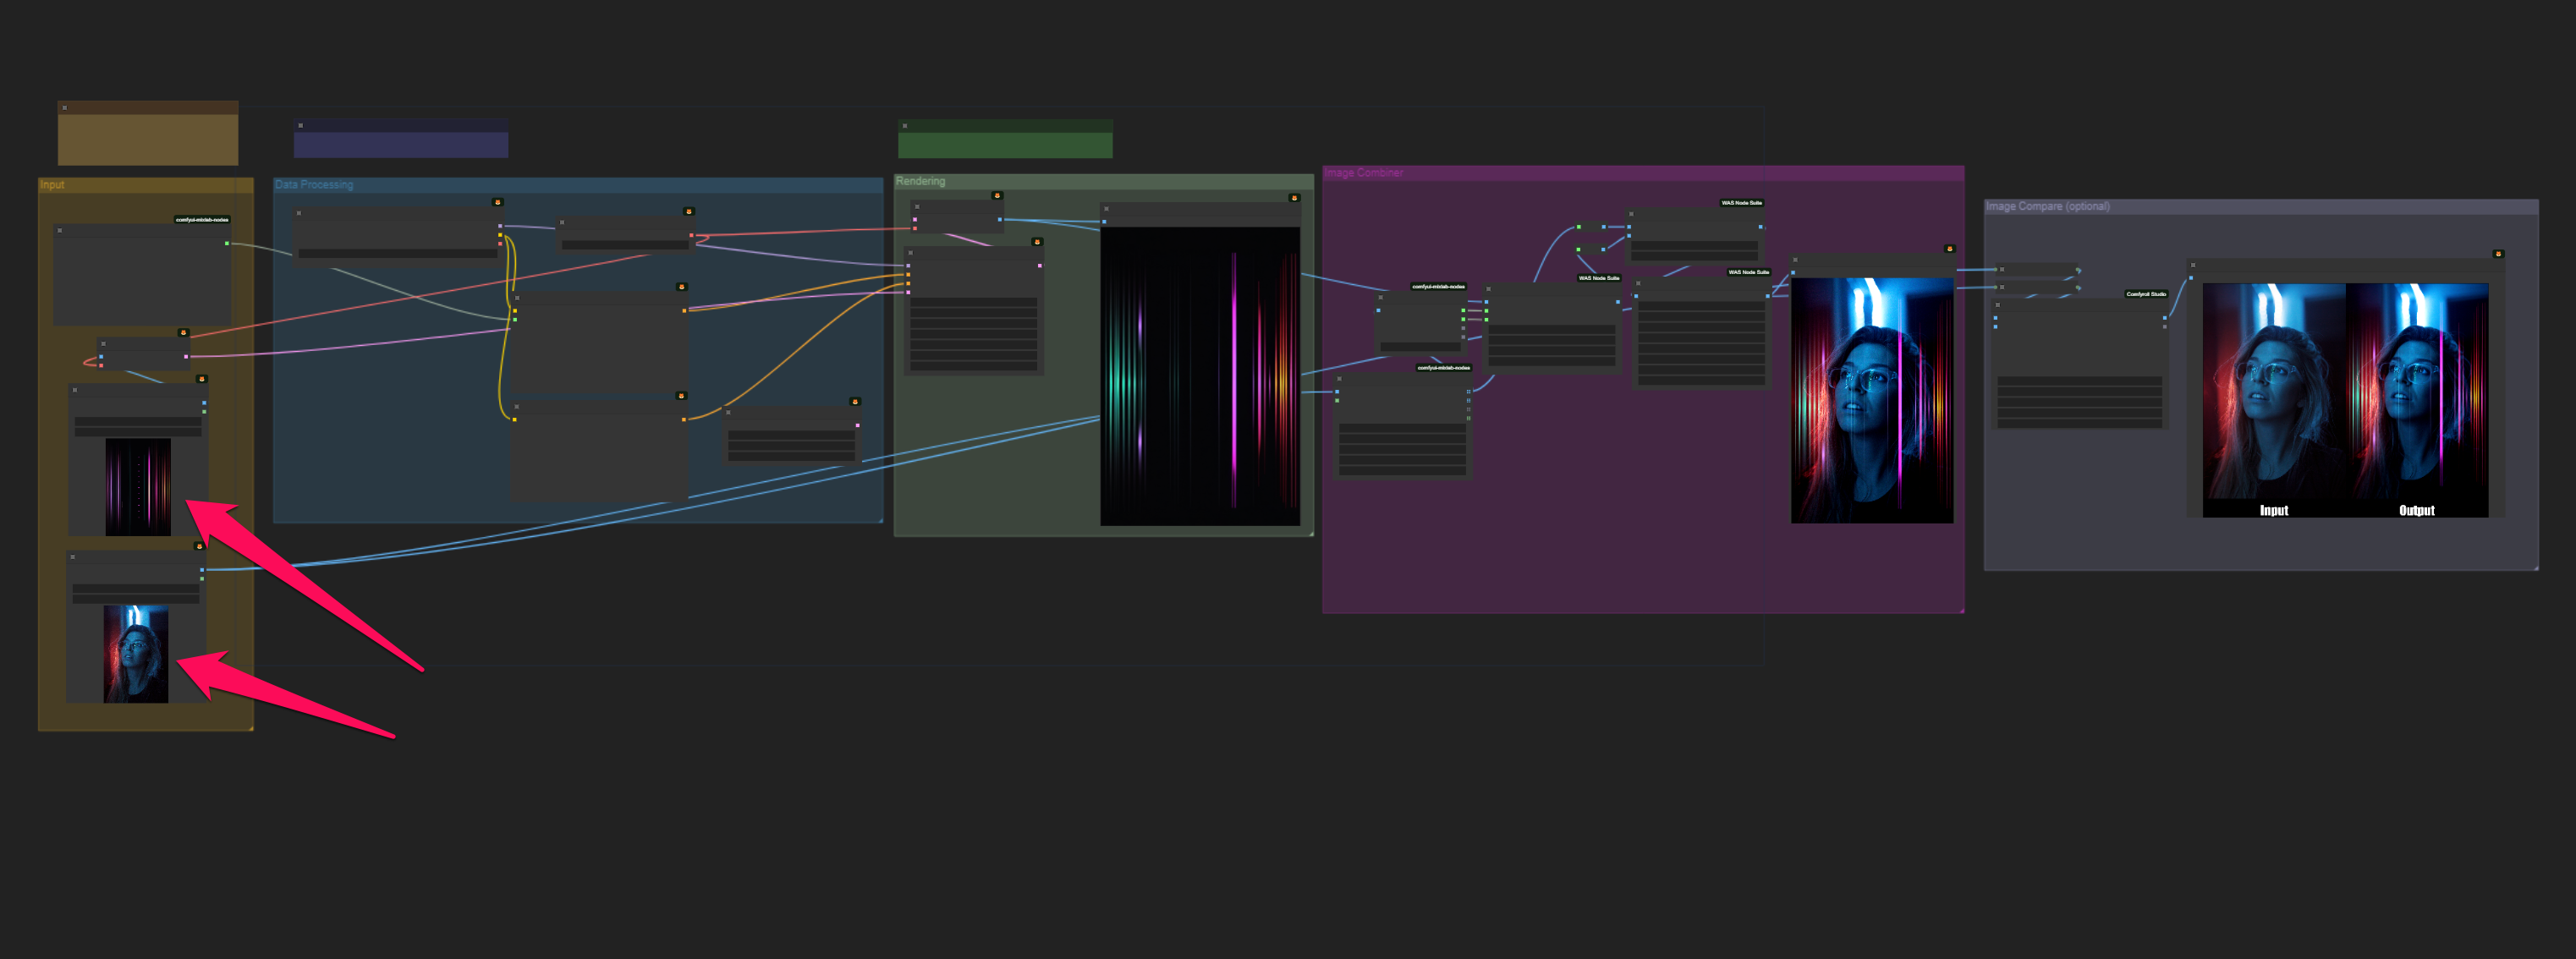 Input
comfyui-mixlab-nodes
Data Processing
Rendering
Image Combiner
WAS Node Suite
WAS Node Suite
WAS Node Suite
comfyui-mixlab-nodes
comfyui-mixlab-nodes
Image Compare (optional)
Comfyroll Studio
Input
Output